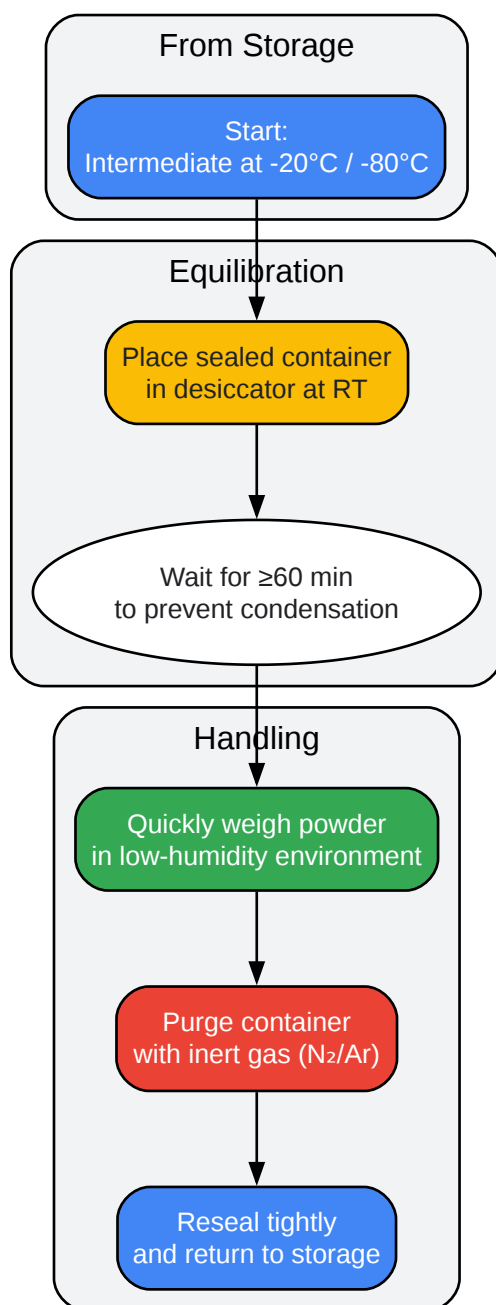 From Storage
Start:
Intermediate at -20°C / -80°C
Equilibration
Place sealed container
in desiccator at RT
Wait for ≥60 min
to prevent condensation
Handling
Quickly weigh powder
in low-humidity environment
Purge container
with inert gas (N₂/Ar)
Reseal tightly
and return to storage